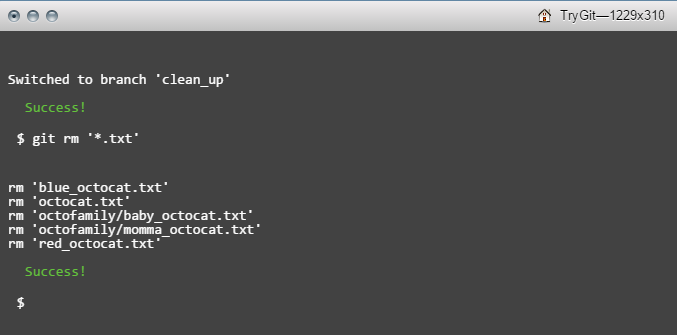 TryGit—1229x310
Switched to branch 'clean_up'
Success!
$ git rm '*.txt'
rm 'blue_octocat.txt'
rm 'octocat.txt'
rm 'octofamily/baby_octocat.txt'
rm 'octofamily/momma_octocat.txt'
rm 'red_octocat.txt'
Success!
$